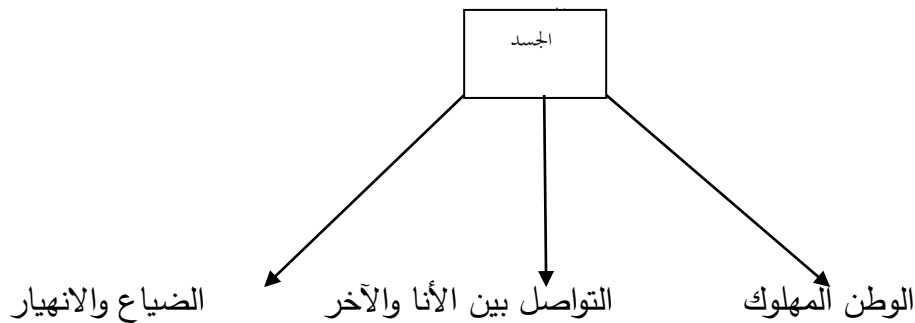 الجسد
الوطن المهلوك
التواصل بين الأنا والآخر
الضياع والانهيار